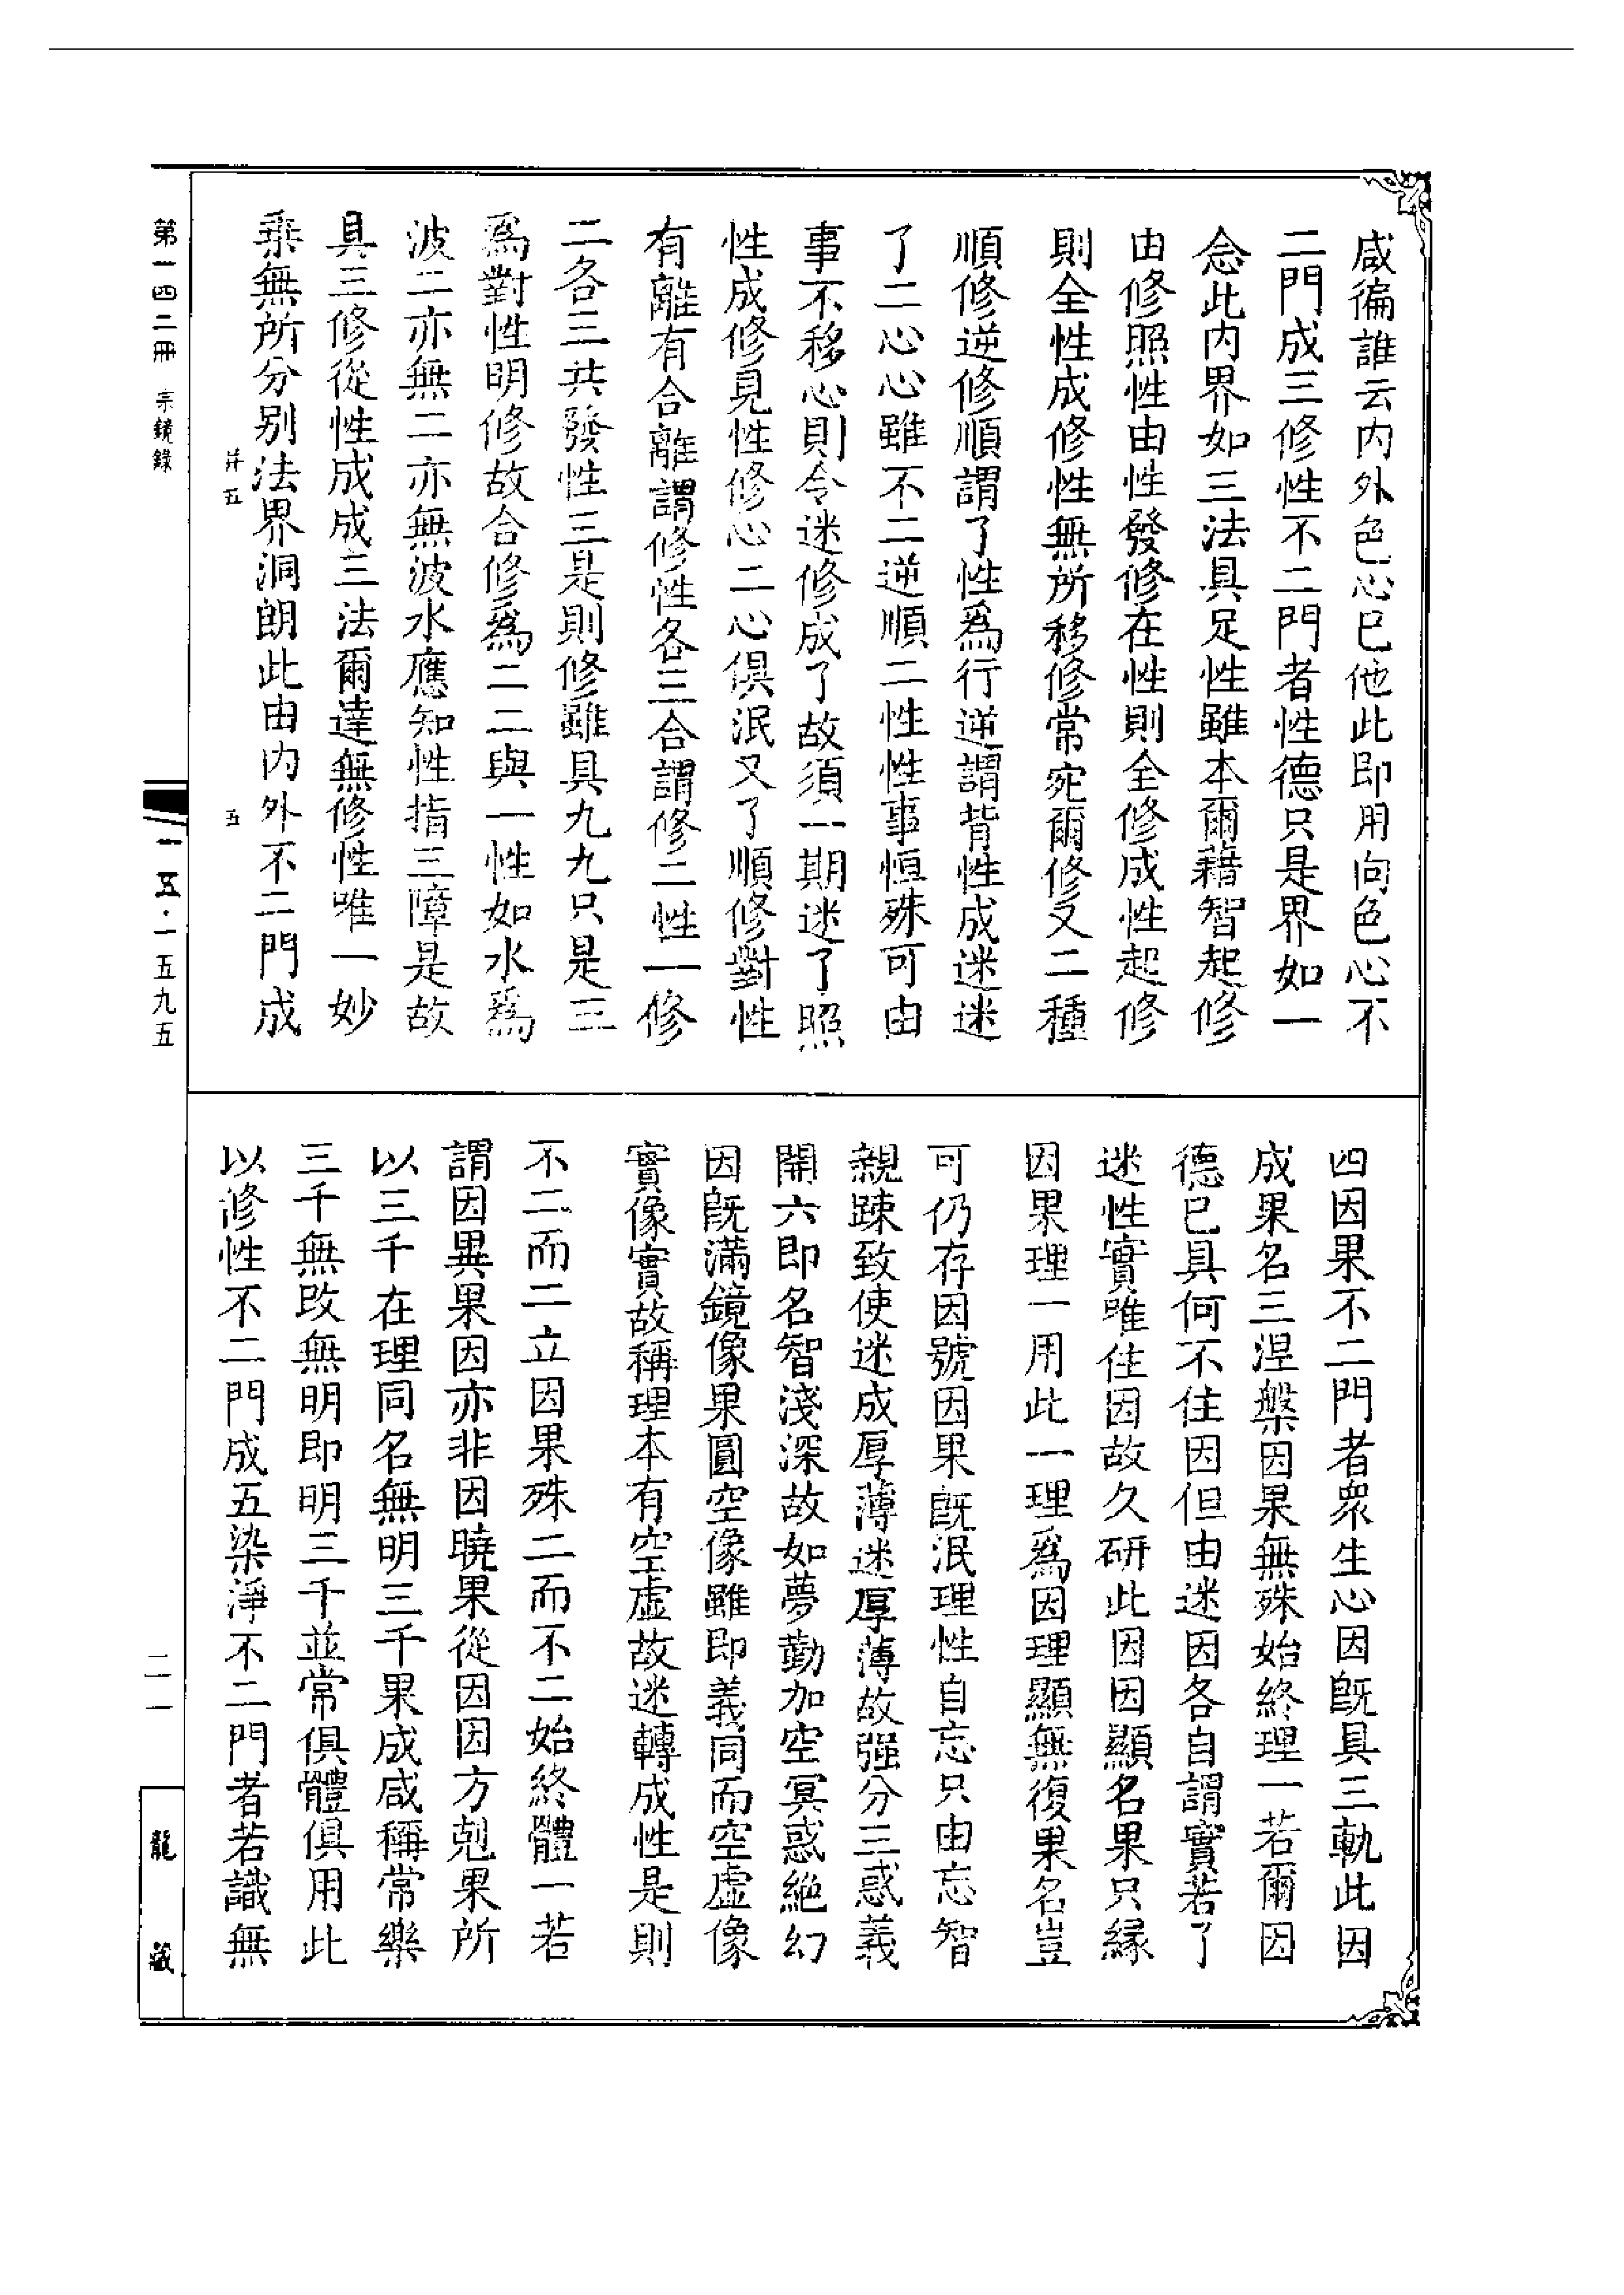 咸徧誰云内外色心巳他此即用向色心不
二門成三修性不二門者性德只是界如一
念此内界如三法具足性雖本爾藉智起修
由修照性由性發修在性則全修成性起修
則全性成修性無所移修常宛爾修又二種
順修逆修順謂了性爲行逆謂背性成迷迷
了二心心雖不二逆順二性性事恒殊可由
事不移心則令迷修成了故須一期迷了照
性成修見性修心二心俱泯又了順修對性
有離有合離謂修性各三合謂修二性一修
二各三共發性三是則修雖具九九只是三
爲對性明修故合修爲二二與一性如水爲
波二亦無二亦無波水應知性指三障是故
具三修從性成成三法爾達無修性唯一妙
乘無所分别法界洞朗此由内外不二門成
四因果不二門者衆生心因旣具三軌此因
成果名三涅槃因果無殊始終理一若爾因
德巳具何不住因但由迷因各自謂實若了
迷性實唯住因故久研此因因顯名果只緣
因果理一用此一理爲因理顯無復果名豈
可仍存因號因果旣泯理性自忘只由忘智
親踈致使迷成厚薄迷厚薄故强分三惑義
開六即名智淺深故如夢勤加空冥惑絶幻
因旣滿鏡像果圓空像雖即義同而空虛像
實像實故稱理本有空虛故迷轉成性是則
不二而二立因果殊二而不二始終體一若
謂因異果因亦非因曉果從因因方剋果所
以三千在理同名無明三千果成咸稱常樂
三千無改無明即明三千並常俱體俱用此
以修性不二門成五染淨不二門者若識無
第一四二冊 宗鏡錄
并五
五
一一五·一五九五
二一
龍藏